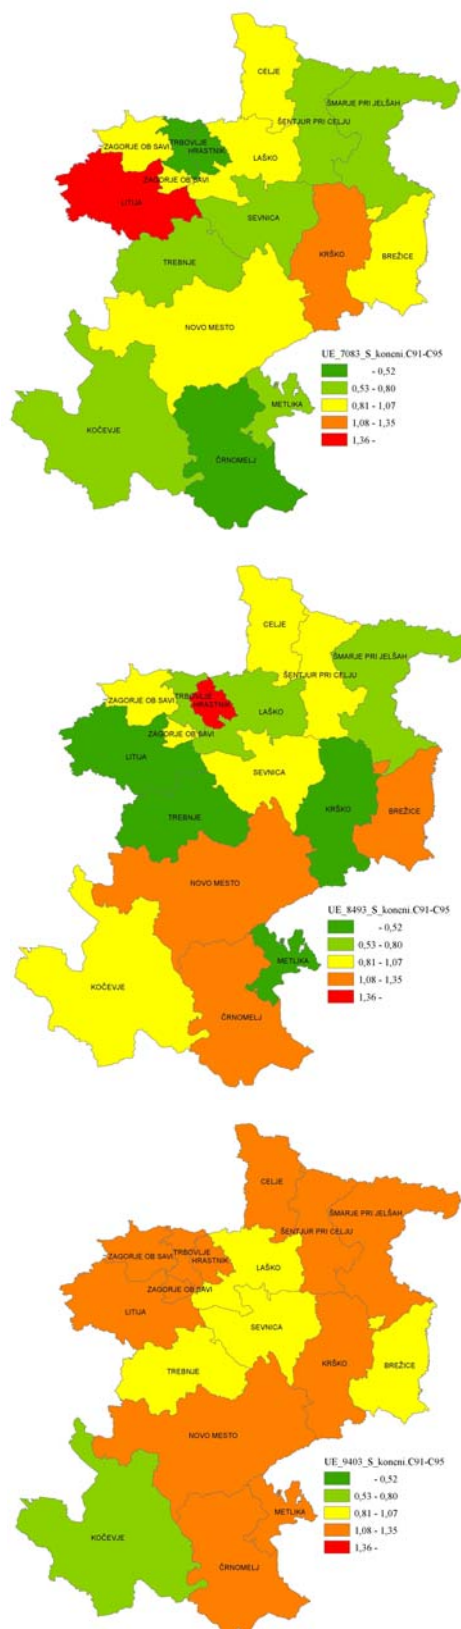 CELJE
ŠMARJE PRI JELŠAH
ŠENTJUR PRI CELJU
TRBOVLJE
ZAGORJE OB SAVI
HRASTNIK
LAŠKO
ZAGORJE OB SAVI
LITIJA
SEVNICA
KRŠKO
BREŽICE
TREBNJE
NOVO MESTO
UE_7083_S_koncni.C91-C95
- 0,52
0,53 - 0,80
0,81 - 1,07
1,08 - 1,35
1,36 -
METLIKA
KOČEVJE
ČRNOMELJ
CELJE
ŠMARJE PRI JELŠAH
ŠENTJUR PRI CELJU
TRBOVLJE
ZAGORJE OB SAVI
HRASTNIK
LAŠKO
ZAGORJE OB SAVI
LITIJA
SEVNICA
KRŠKO
BREŽICE
TREBNJE
NOVO MESTO
UE_8493_S_koncni.C91-C95
- 0,52
0,53 - 0,80
0,81 - 1,07
1,08 - 1,35
1,36 -
METLIKA
KOČEVJE
ČRNOMELJ
CELJE
ŠMARJE PRI JELŠAH
ŠENTJUR PRI CELJU
TRBOVLJE
ZAGORJE OB SAVI
HRASTNIK
LAŠKO
ZAGORJE OB SAVI
LITIJA
SEVNICA
KRŠKO
BREŽICE
TREBNJE
NOVO MESTO
UE_9403_S_koncni.C91-C95
- 0,52
0,53 - 0,80
0,81 - 1,07
1,08 - 1,35
1,36 -
METLIKA
KOČEVJE
ČRNOMELJ